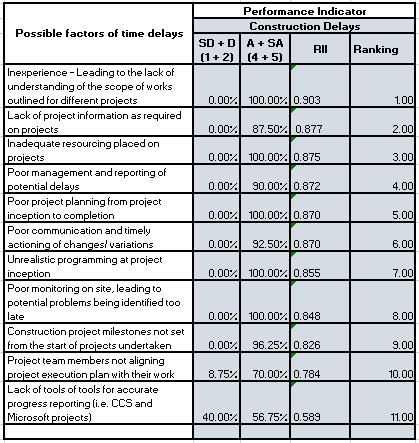 Possible factors of time delays
Performance Indicator
Construction Delays
SD + D A + SA RII Ranking
(1 + 2) (4 + 5)
Inexperience - Leading to the lack of
understanding of the scope of works
outlined for different projects 0.00% 100.00% 0.903 1.00
Lack of project information as required
on projects 0.00% 87.50% 0.877 2.00
Inadequate resourcing placed on
projects 0.00% 100.00% 0.875 3.00
Poor management and reporting of
potential delays 0.00% 90.00% 0.872 4.00
Poor project planning from project
inception to completion 0.00% 100.00% 0.870 5.00
Poor communication and timely
actioning of changes/ variations 0.00% 92.50% 0.870 6.00
Unrealistic programming at project
inception 0.00% 100.00% 0.855 7.00
Poor monitoring on site, leading to
potential problems being identified too
late 0.00% 100.00% 0.848 8.00
Construction project milestones not set
from the start of projects undertaken 0.00% 96.25% 0.826 9.00
Project team members not aligning
project execution plan with their work 8.75% 70.00% 0.784 10.00
Lack of tools of tools for accurate
progress reporting (i.e. CCS and
Microsoft projects) 40.00% 56.75% 0.589 11.00